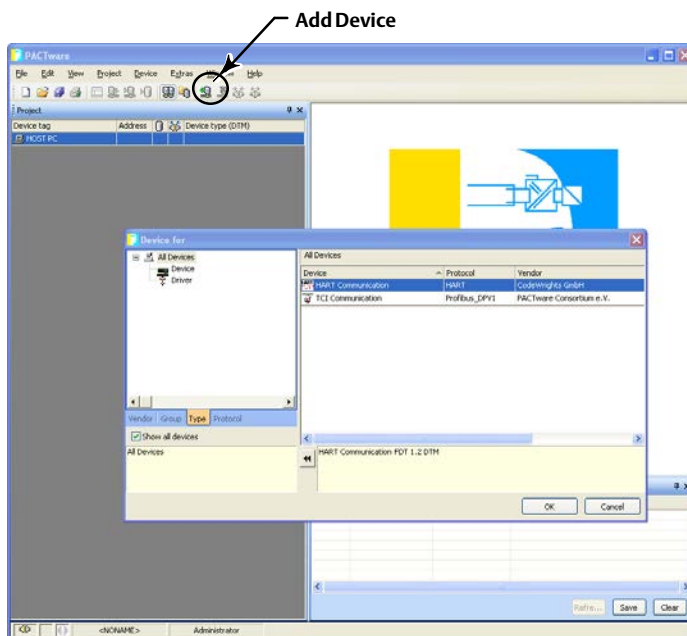 Add Device
PACTware
File Edit View Project Device Extras Help
Project
Device tag Address Device type (DTM)
HOST PC
Device for
All Devices
Device
Driver
All Devices
Device Protocol Vendor
HART Communication HART CodeWrights GmbH
TCI Communication Profibus_DPV1 PACTware Consortium e.V.
Vendor Group Type Protocol
Show all devices
All Devices
HART Communication FDT 1.2 DTM
OK Cancel
Save Clear
<NONAME> Administrator